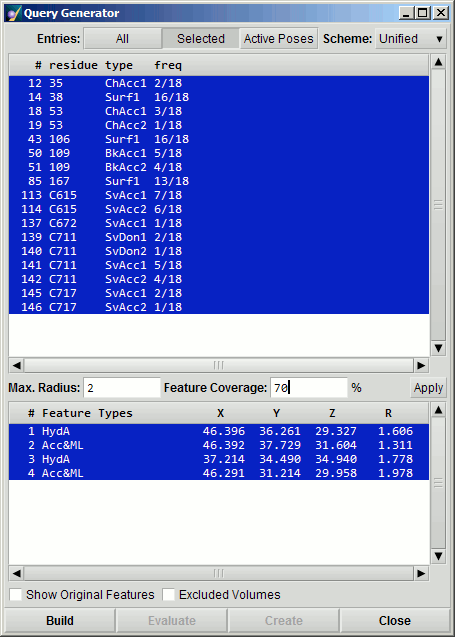 Query Generator
Entries: All Selected Active Poses Scheme: Unified
# residue type freq
12 35 ChAcc1 2/18
14 38 Surf1 16/18
18 53 ChAcc1 3/18
19 53 ChAcc2 1/18
43 106 Surf1 16/18
50 109 BkAcc1 5/18
51 109 BkAcc2 4/18
85 167 Surf1 13/18
113 C615 SvAcc1 7/18
114 C615 SvAcc2 6/18
137 C672 SvAcc1 1/18
139 C711 SvDon1 2/18
140 C711 SvDon2 1/18
141 C711 SvAcc1 5/18
142 C711 SvAcc2 4/18
145 C717 SvAcc1 2/18
146 C717 SvAcc2 1/18
Max. Radius: 2 Feature Coverage: 70 % Apply
# Feature Types X Y Z R
1 HydA 46.396 36.261 29.327 1.606
2 Acc&ML 46.392 37.729 31.604 1.311
3 HydA 37.214 34.490 34.940 1.778
4 Acc&ML 46.291 31.214 29.958 1.978
Show Original Features Excluded Volumes
Build Evaluate Create Close